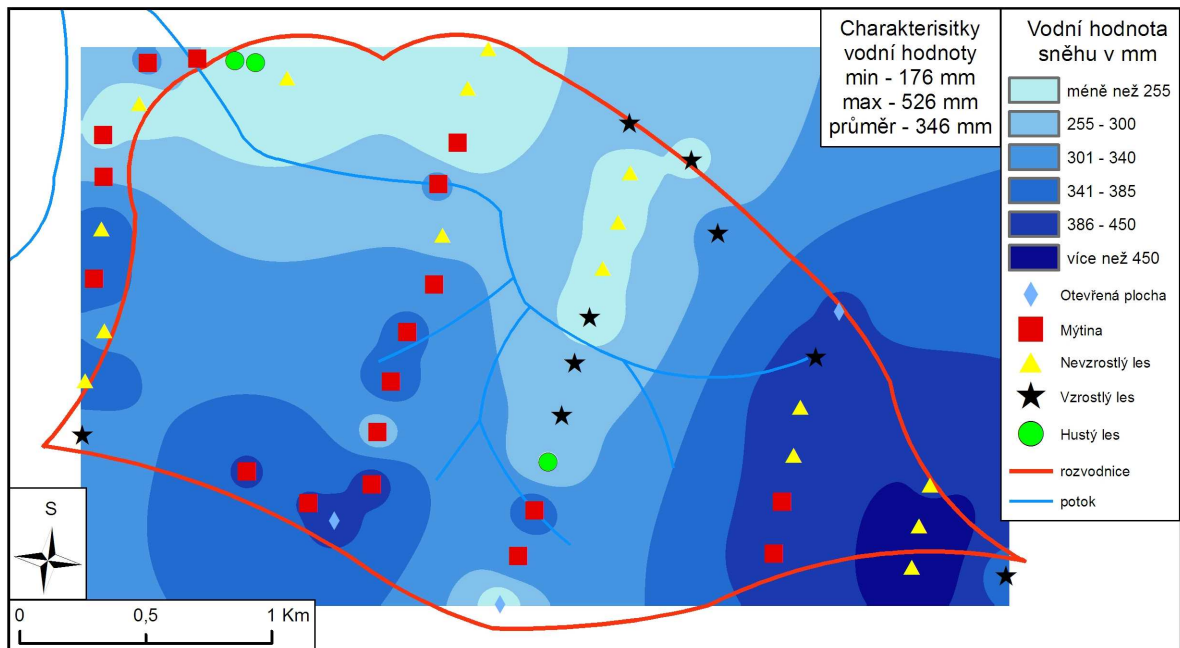 Charakterisitky
vodní hodnoty
min - 176 mm
max - 526 mm
průměr - 346 mm
Vodní hodnota
sněhu v mm
méně než 255
255 - 300
301 - 340
341 - 385
386 - 450
více než 450
Otevřená plocha
Mýtina
Nevzrostlý les
Vzrostlý les
Hustý les
rozvodnice
potok
S
0 0,5 1 Km